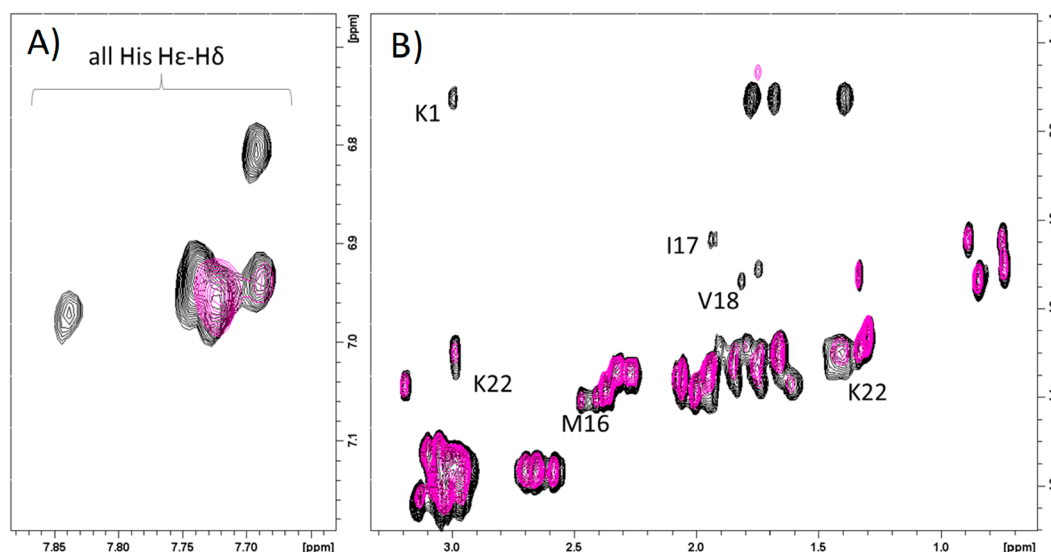 A)
all His Hε-Hδ
[ppm]
6.8
6.9
7.0
7.1
7.85
7.80
7.75
7.70
[ppm]
B)
K1
I17
V18
K22
M16
K22
[ppm]
3.0
2.5
2.0
1.5
1.0
[ppm]